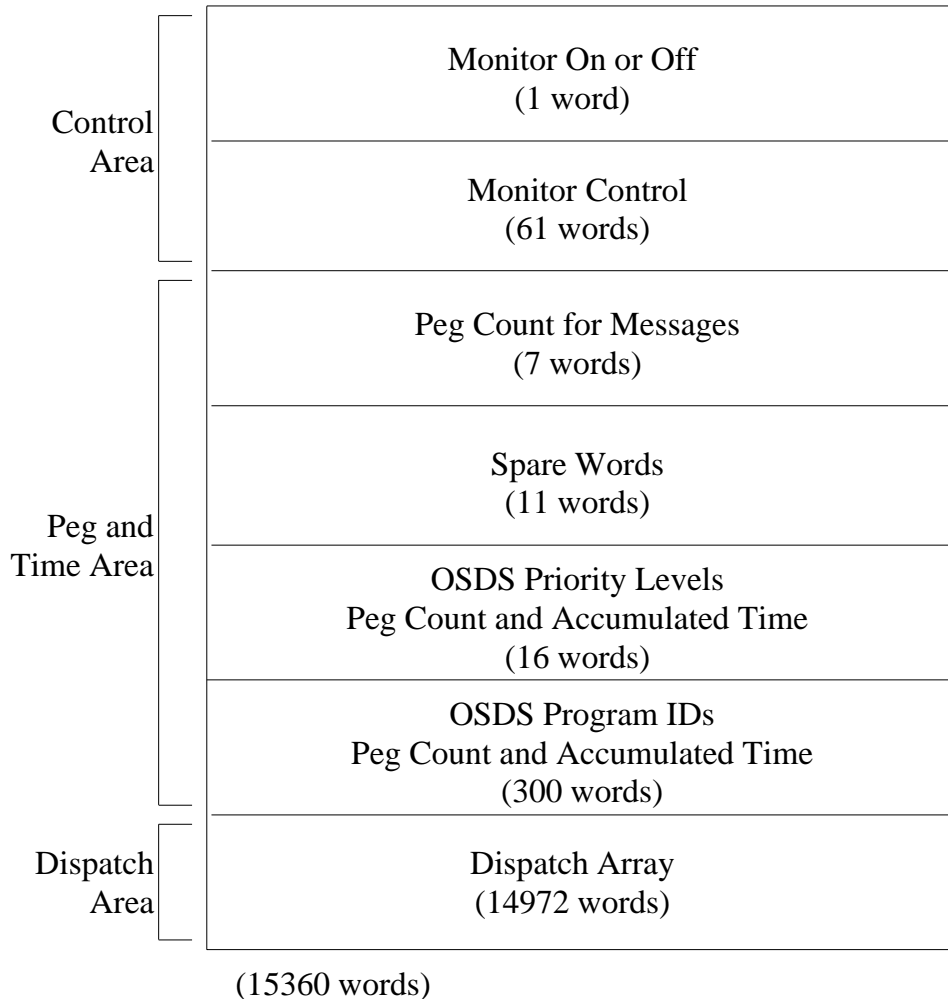 Control
Area
Monitor On or Off
(1 word)
Monitor Control
(61 words)
Peg and
Time Area
Peg Count for Messages
(7 words)
Spare Words
(11 words)
OSDS Priority Levels
Peg Count and Accumulated Time
(16 words)
OSDS Program IDs
Peg Count and Accumulated Time
(300 words)
Dispatch
Area
Dispatch Array
(14972 words)
(15360 words)